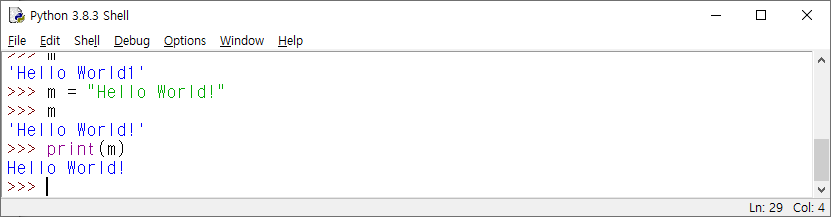 Python 3.8.3 Shell
File Edit Shell Debug Options Window Help
>>> m
'Hello World1'
>>> m = "Hello World!"
>>> m
'Hello World!'
>>> print(m)
Hello World!
>>>
Ln: 29 Col: 4